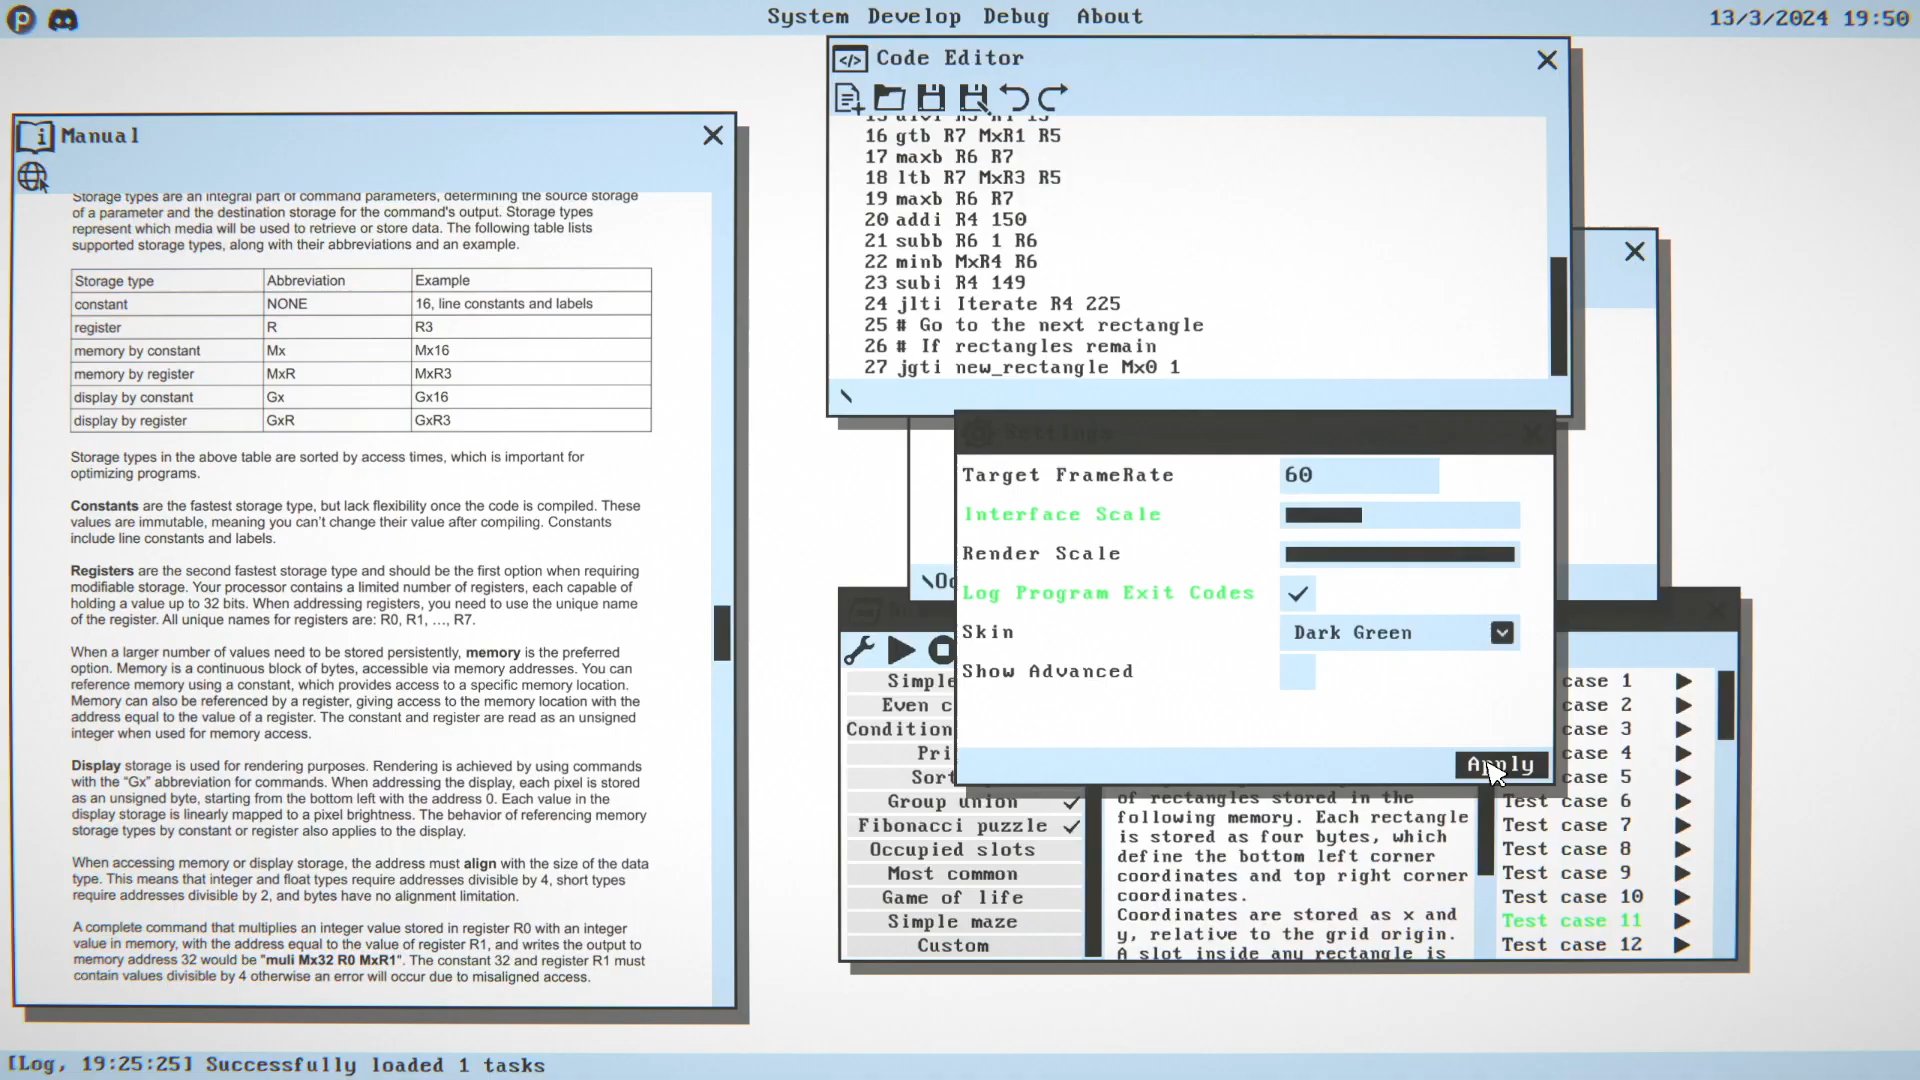 System Develop Debug About
13/3/2024 19:50
Manual
Storage types are an integral part of command parameters, determining the source storage
of a parameter and the destination storage for the command's output. Storage types
represent which media will be used to retrieve or store data. The following table lists
supported storage types, along with their abbreviations and an example.
Storage type Abbreviation Example
constant NONE 16, line constants and labels
register R R3
memory by constant Mx Mx16
memory by register MxR MxR3
display by constant Gx Gx16
display by register GxR GxR3
Storage types in the above table are sorted by access times, which is important for
optimizing programs.
Constants are the fastest storage type, but lack flexibility once the code is compiled. These
values are immutable, meaning you can't change their value after compiling. Constants
include line constants and labels.
Registers are the second fastest storage type and should be the first option when requiring
modifiable storage. Your processor contains a limited number of registers, each capable of
holding a value up to 32 bits. When addressing registers, you need to use the unique name
of the register. All unique names for registers are: R0, R1, ..., R7.
When a larger number of values need to be stored persistently, memory is the preferred
option. Memory is a continuous block of bytes, accessible via memory addresses. You can
reference memory using a constant, which provides access to a specific memory location.
Memory can also be referenced by a register, giving access to the memory location with the
address equal to the value of a register. The constant and register are read as an unsigned
integer when used for memory access.
Display storage is used for rendering purposes. Rendering is achieved by using commands
with the “Gx” abbreviation for commands. When addressing the display, each pixel is stored
as an unsigned byte, starting from the bottom left with the address 0. Each value in the
display storage is linearly mapped to a pixel brightness. The behavior of referencing memory
storage types by constant or register also applies to the display.
When accessing memory or display storage, the address must align with the size of the data
type. This means that integer and float types require addresses divisible by 4, short types
require addresses divisible by 2, and bytes have no alignment limitation.
A complete command that multiplies an integer value stored in register R0 with an integer
value in memory, with the address equal to the value of register R1, and writes the output to
memory address 32 would be "muli Mx32 R0 MxR1". The constant 32 and register R1 must
contain values divisible by 4 otherwise an error will occur due to misaligned access.
Code Editor
16 gtb R7 MxR1 R5
17 maxb R6 R7
18 ltb R7 MxR3 R5
19 maxb R6 R7
20 addi R4 150
21 subb R6 1 R6
22 minb MxR4 R6
23 subi R4 149
24 jlti Iterate R4 225
25 # Go to the next rectangle
26 # If rectangles remain
27 jgti new_rectangle Mx0 1
\
Settings
Target FrameRate 60
Interface Scale
Render Scale
Log Program Exit Codes
Skin Dark Green
Show Advanced
Apply
Simple
Even c
Condition
Pri
Sort
Group union
Fibonacci puzzle
Occupied slots
Most common
Game of life
Simple maze
Custom
of rectangles stored in the
following memory. Each rectangle
is stored as four bytes, which
define the bottom left corner
coordinates and top right corner
coordinates.
Coordinates are stored as x and
y, relative to the grid origin.
A slot inside any rectangle is
case 1
case 2
case 3
case 4
case 5
Test case 6
Test case 7
Test case 8
Test case 9
Test case 10
Test case 11
Test case 12
[Log, 19:25:25] Successfully loaded 1 tasks